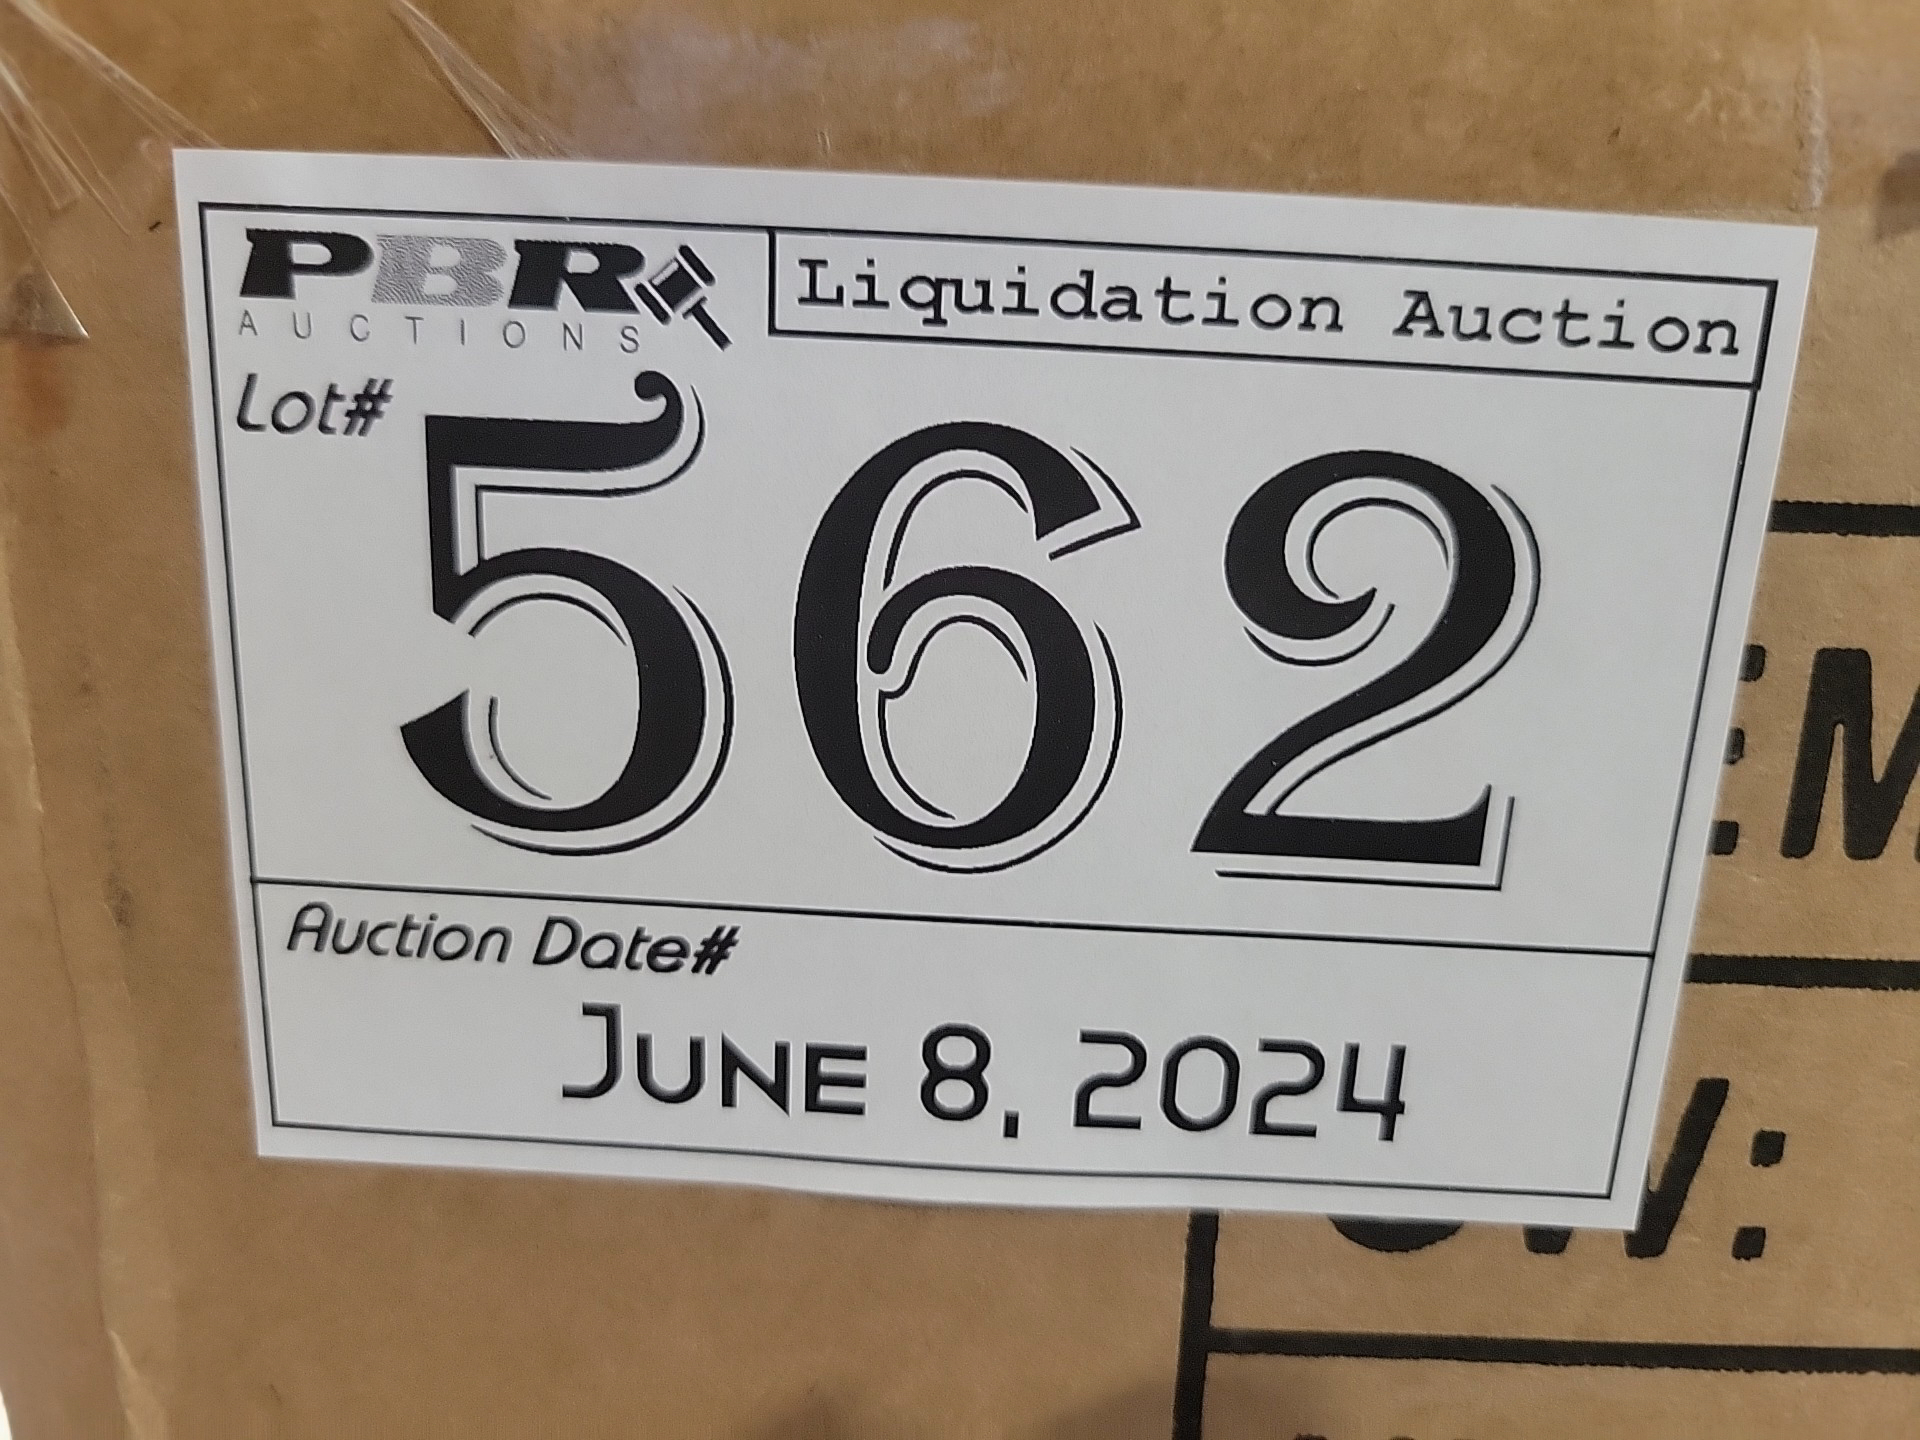 PBR
AUCTIONS
Liquidation Auction
Lot#
562
Auction Date#
June 8, 2024